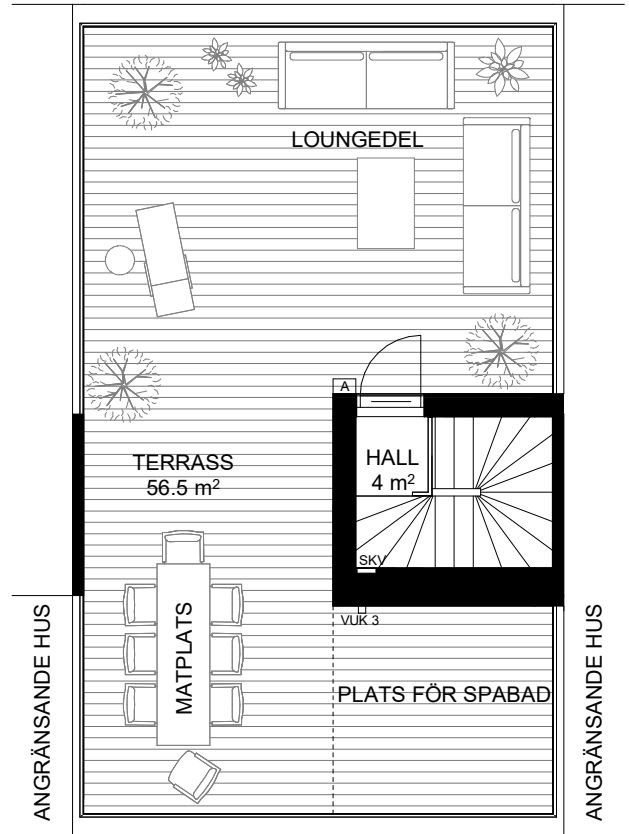 LOUNGEDEL
A
TERRASS
56.5 m²
HALL
4 m²
SKV
VUK 3
MATPLATS
PLATS FÖR SPABAD
ANGRÄNSANDE HUS
ANGRÄNSANDE HUS